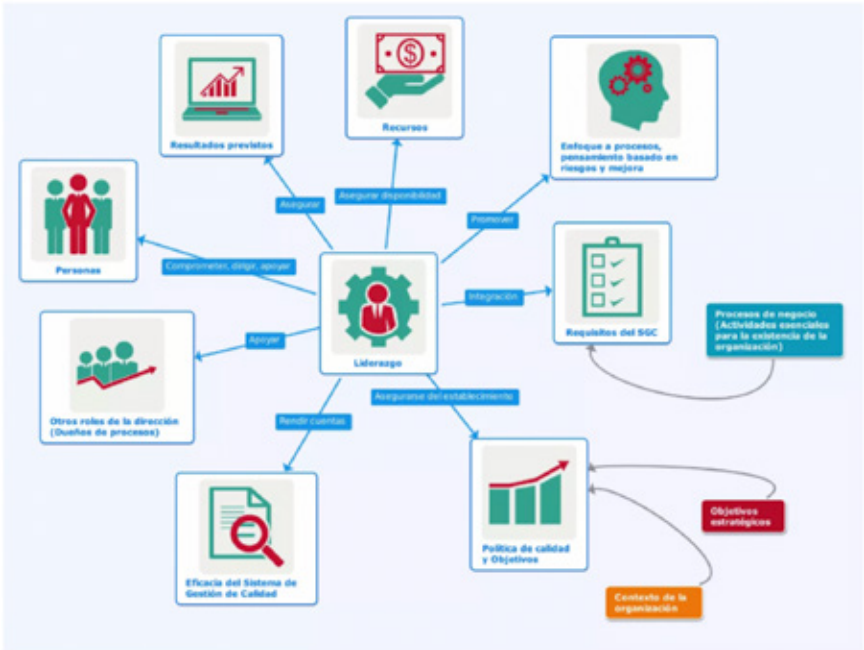 Resultados previstos
Recursos
Enfoque a procesos,
pensamiento basado en
riesgos y mejora
Asegurar
Asegurar disponibilidad
Promover
Personas
Comprometer, dirigir, apoyar
Integración
Requisitos del SGC
Procesos de negocio
(Actividades esenciales
para la existencia de la
organización)
Apoyar
Liderazgo
Otros roles de la dirección
(Dueños de procesos)
Rendir cuentas
Asegurarse del establecimiento
Eficacia del Sistema de
Gestión de Calidad
Política de calidad
y Objetivos
Objetivos
estratégicos
Contexto de la
organización